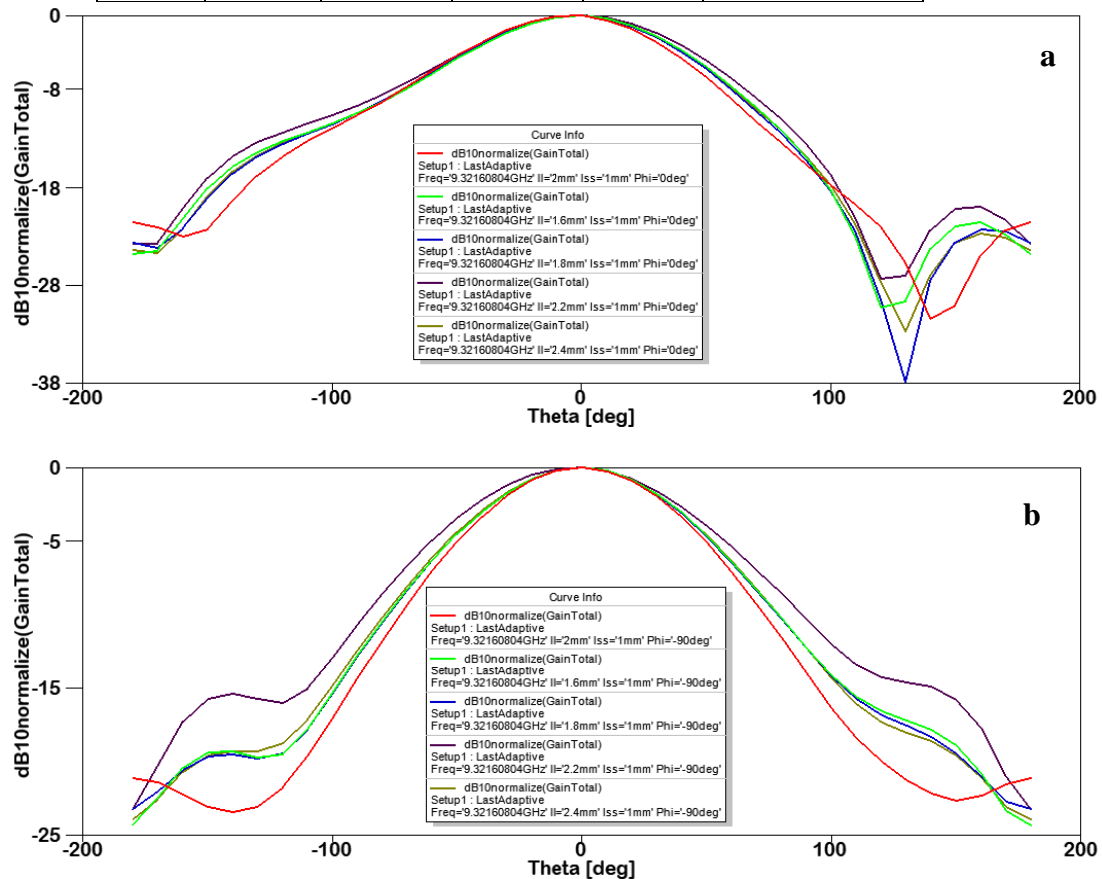 0
-8
-18
-28
-38
dB10normalize(GainTotal)
a
Curve Info
dB10normalize(GainTotal)
Setup1 : LastAdaptive
Freq='9.32160804GHz' ll='2mm' lss='1mm' Phi='0deg'
dB10normalize(GainTotal)
Setup1 : LastAdaptive
Freq='9.32160804GHz' ll='1.6mm' lss='1mm' Phi='0deg'
dB10normalize(GainTotal)
Setup1 : LastAdaptive
Freq='9.32160804GHz' ll='1.8mm' lss='1mm' Phi='0deg'
dB10normalize(GainTotal)
Setup1 : LastAdaptive
Freq='9.32160804GHz' ll='2.2mm' lss='1mm' Phi='0deg'
dB10normalize(GainTotal)
Setup1 : LastAdaptive
Freq='9.32160804GHz' ll='2.4mm' lss='1mm' Phi='0deg'
-200 -100 0 100 200
Theta [deg]
0
-5
-15
-25
dB10normalize(GainTotal)
b
Curve Info
dB10normalize(GainTotal)
Setup1 : LastAdaptive
Freq='9.32160804GHz' ll='2mm' lss='1mm' Phi='-90deg'
dB10normalize(GainTotal)
Setup1 : LastAdaptive
Freq='9.32160804GHz' ll='1.6mm' lss='1mm' Phi='-90deg'
dB10normalize(GainTotal)
Setup1 : LastAdaptive
Freq='9.32160804GHz' ll='1.8mm' lss='1mm' Phi='-90deg'
dB10normalize(GainTotal)
Setup1 : LastAdaptive
Freq='9.32160804GHz' ll='2.2mm' lss='1mm' Phi='-90deg'
dB10normalize(GainTotal)
Setup1 : LastAdaptive
Freq='9.32160804GHz' ll='2.4mm' lss='1mm' Phi='-90deg'
-200 -100 0 100 200
Theta [deg]